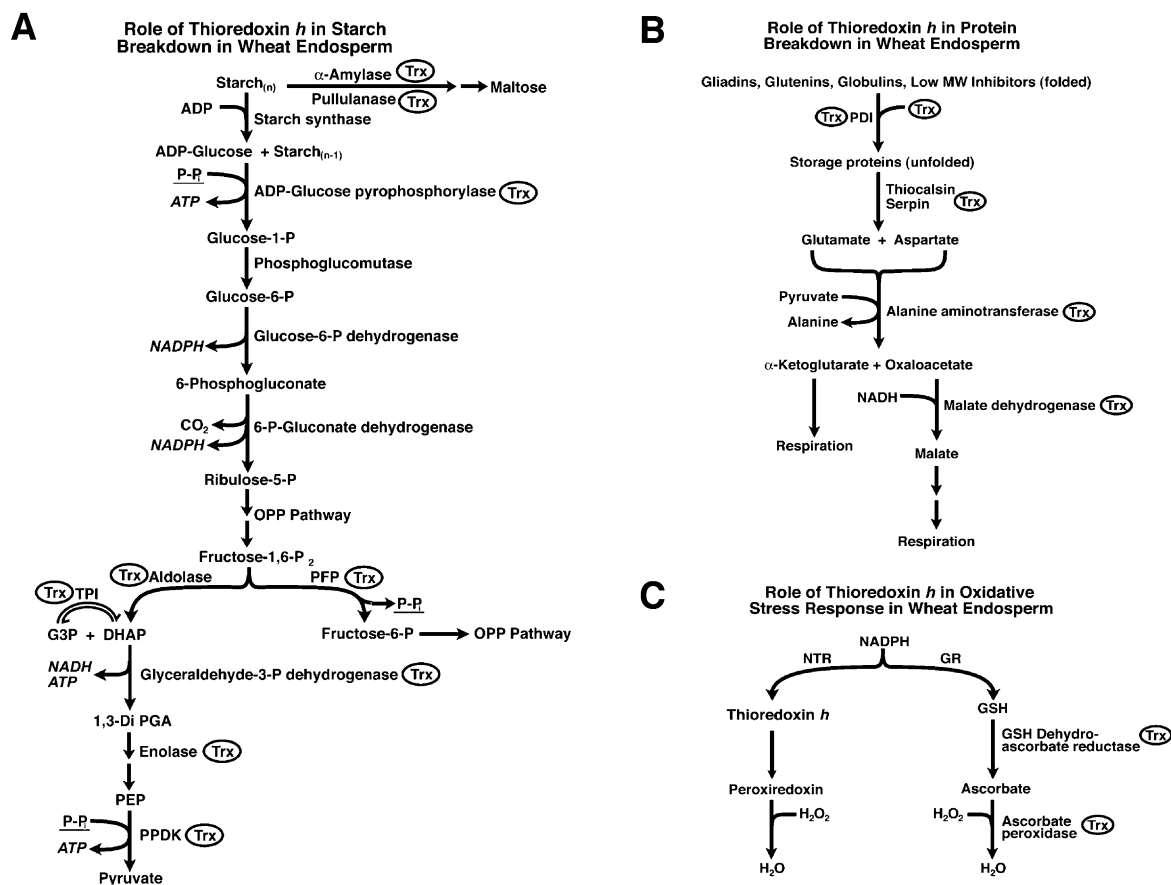 A
Role of Thioredoxin h in Starch
Breakdown in Wheat Endosperm
Starch(n)
α-Amylase Trx
Pullulanase Trx
Maltose
ADP
Starch synthase
ADP-Glucose + Starch(n-1)
P-Pi
ATP
ADP-Glucose pyrophosphorylase Trx
Glucose-1-P
Phosphoglucomutase
Glucose-6-P
NADPH
Glucose-6-P dehydrogenase
6-Phosphogluconate
CO2
NADPH
6-P-Gluconate dehydrogenase
Ribulose-5-P
OPP Pathway
Fructose-1,6-P 2
Trx Aldolase
PFP Trx
P-Pi
Trx TPI
G3P + DHAP
Fructose-6-P
OPP Pathway
NADH
ATP
Glyceraldehyde-3-P dehydrogenase Trx
1,3-Di PGA
Enolase Trx
PEP
P-Pi
ATP
PPDK Trx
Pyruvate
B
Role of Thioredoxin h in Protein
Breakdown in Wheat Endosperm
Gliadins, Glutenins, Globulins, Low MW Inhibitors (folded)
Trx PDI
Trx
Storage proteins (unfolded)
Thiocalsin
Serpin Trx
Glutamate + Aspartate
Pyruvate
Alanine
Alanine aminotransferase Trx
α-Ketoglutarate + Oxaloacetate
NADH
Malate dehydrogenase Trx
Respiration
Malate
Respiration
C
Role of Thioredoxin h in Oxidative
Stress Response in Wheat Endosperm
NADPH
NTR
GR
Thioredoxin h
GSH
GSH Dehydro-
ascorbate reductase Trx
Peroxiredoxin
Ascorbate
H2O2
H2O2
Ascorbate
peroxidase Trx
H2O
H2O